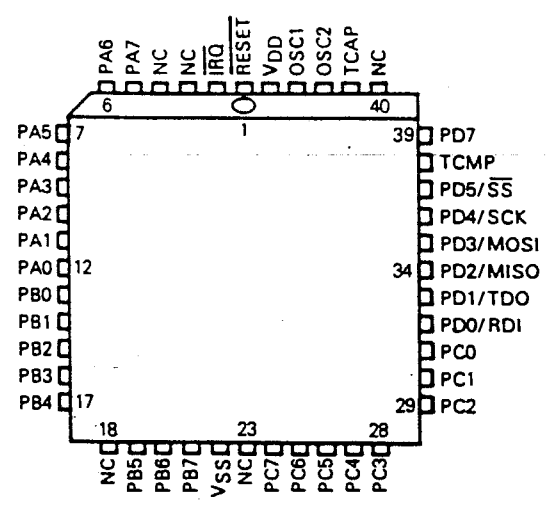 PA6 PA7 NC NC IRQ RESET VDD OSC1 OSC2 TCAP NC
6 40
PA5 7 1 39 PD7
PA4 TCMP
PA3 PD5/SS
PA2 PD4/SCK
PA1 PD3/MOSI
PA0 12 34 PD2/MISO
PB0 PD1/TDO
PB1 PD0/RDI
PB2 PC0
PB3 PC1
PB4 17 29 PC2
18 23 28
NC PB5 PB6 PB7 VSS NC PC7 PC6 PC5 PC4 PC3